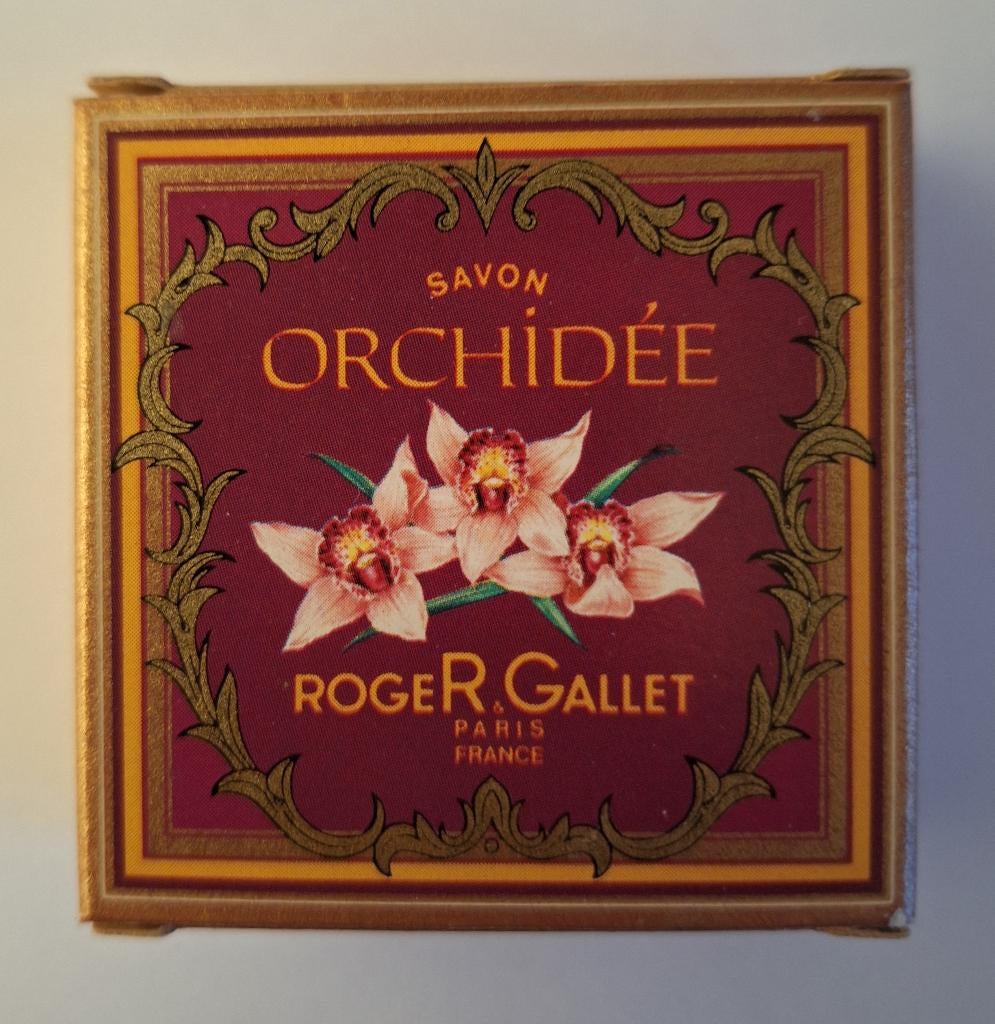 SAVON
ORCHiDÉE
ROGER & GALLET
PARIS
FRANCE